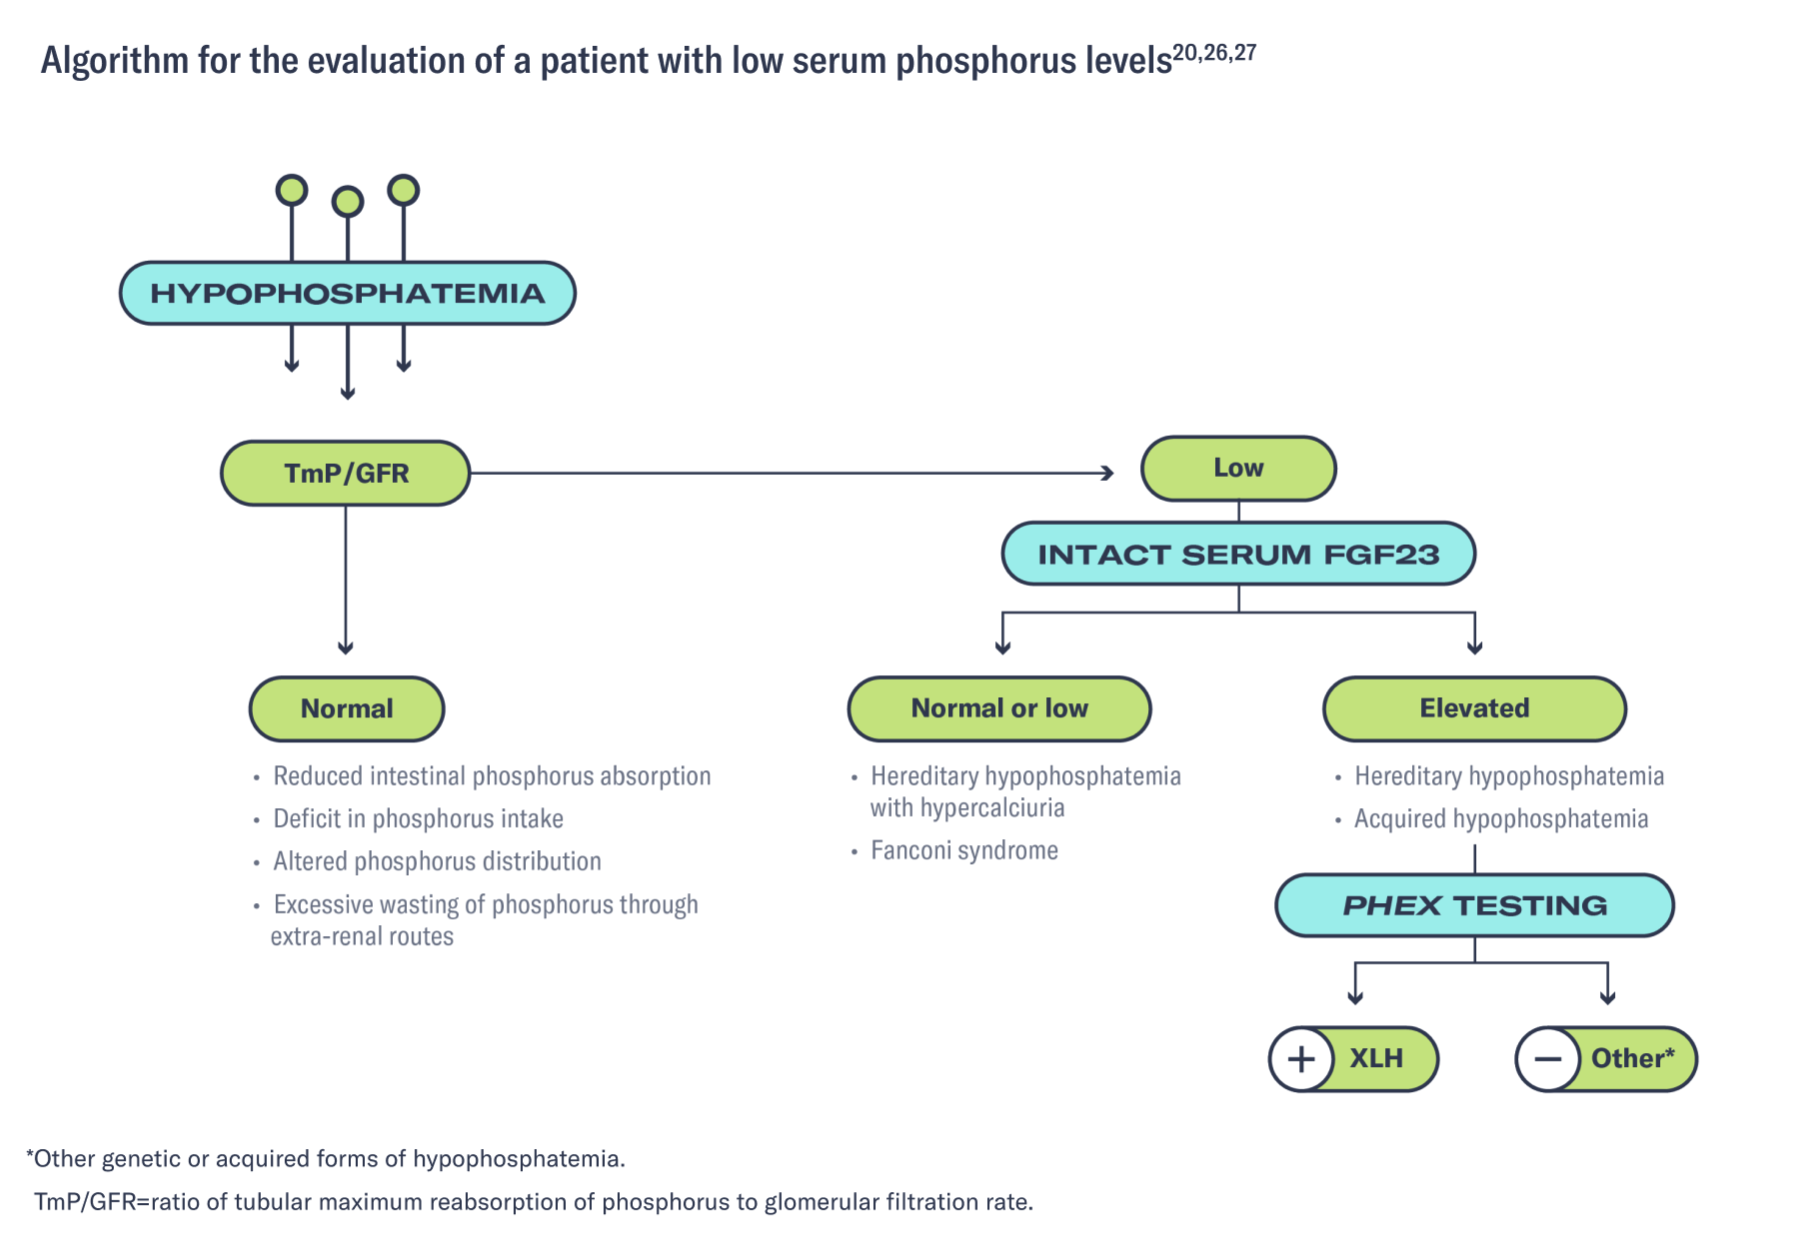 Algorithm for the evaluation of a patient with low serum phosphorus levels20,26,27
HYPOPHOSPHATEMIA
TmP/GFR
Low
INTACT SERUM FGF23
Normal
• Reduced intestinal phosphorus absorption
• Deficit in phosphorus intake
• Altered phosphorus distribution
• Excessive wasting of phosphorus through
extra-renal routes
Normal or low
• Hereditary hypophosphatemia
with hypercalciuria
• Fanconi syndrome
Elevated
• Hereditary hypophosphatemia
• Acquired hypophosphatemia
PHEX TESTING
+ XLH
− Other*
*Other genetic or acquired forms of hypophosphatemia.
TmP/GFR=ratio of tubular maximum reabsorption of phosphorus to glomerular filtration rate.